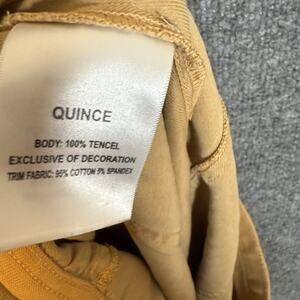 QUINCE
BODY: 100% TENCEL
EXCLUSIVE OF DECORATION
TRIM FABRIC: 95% COTTON 5% SPANDEX